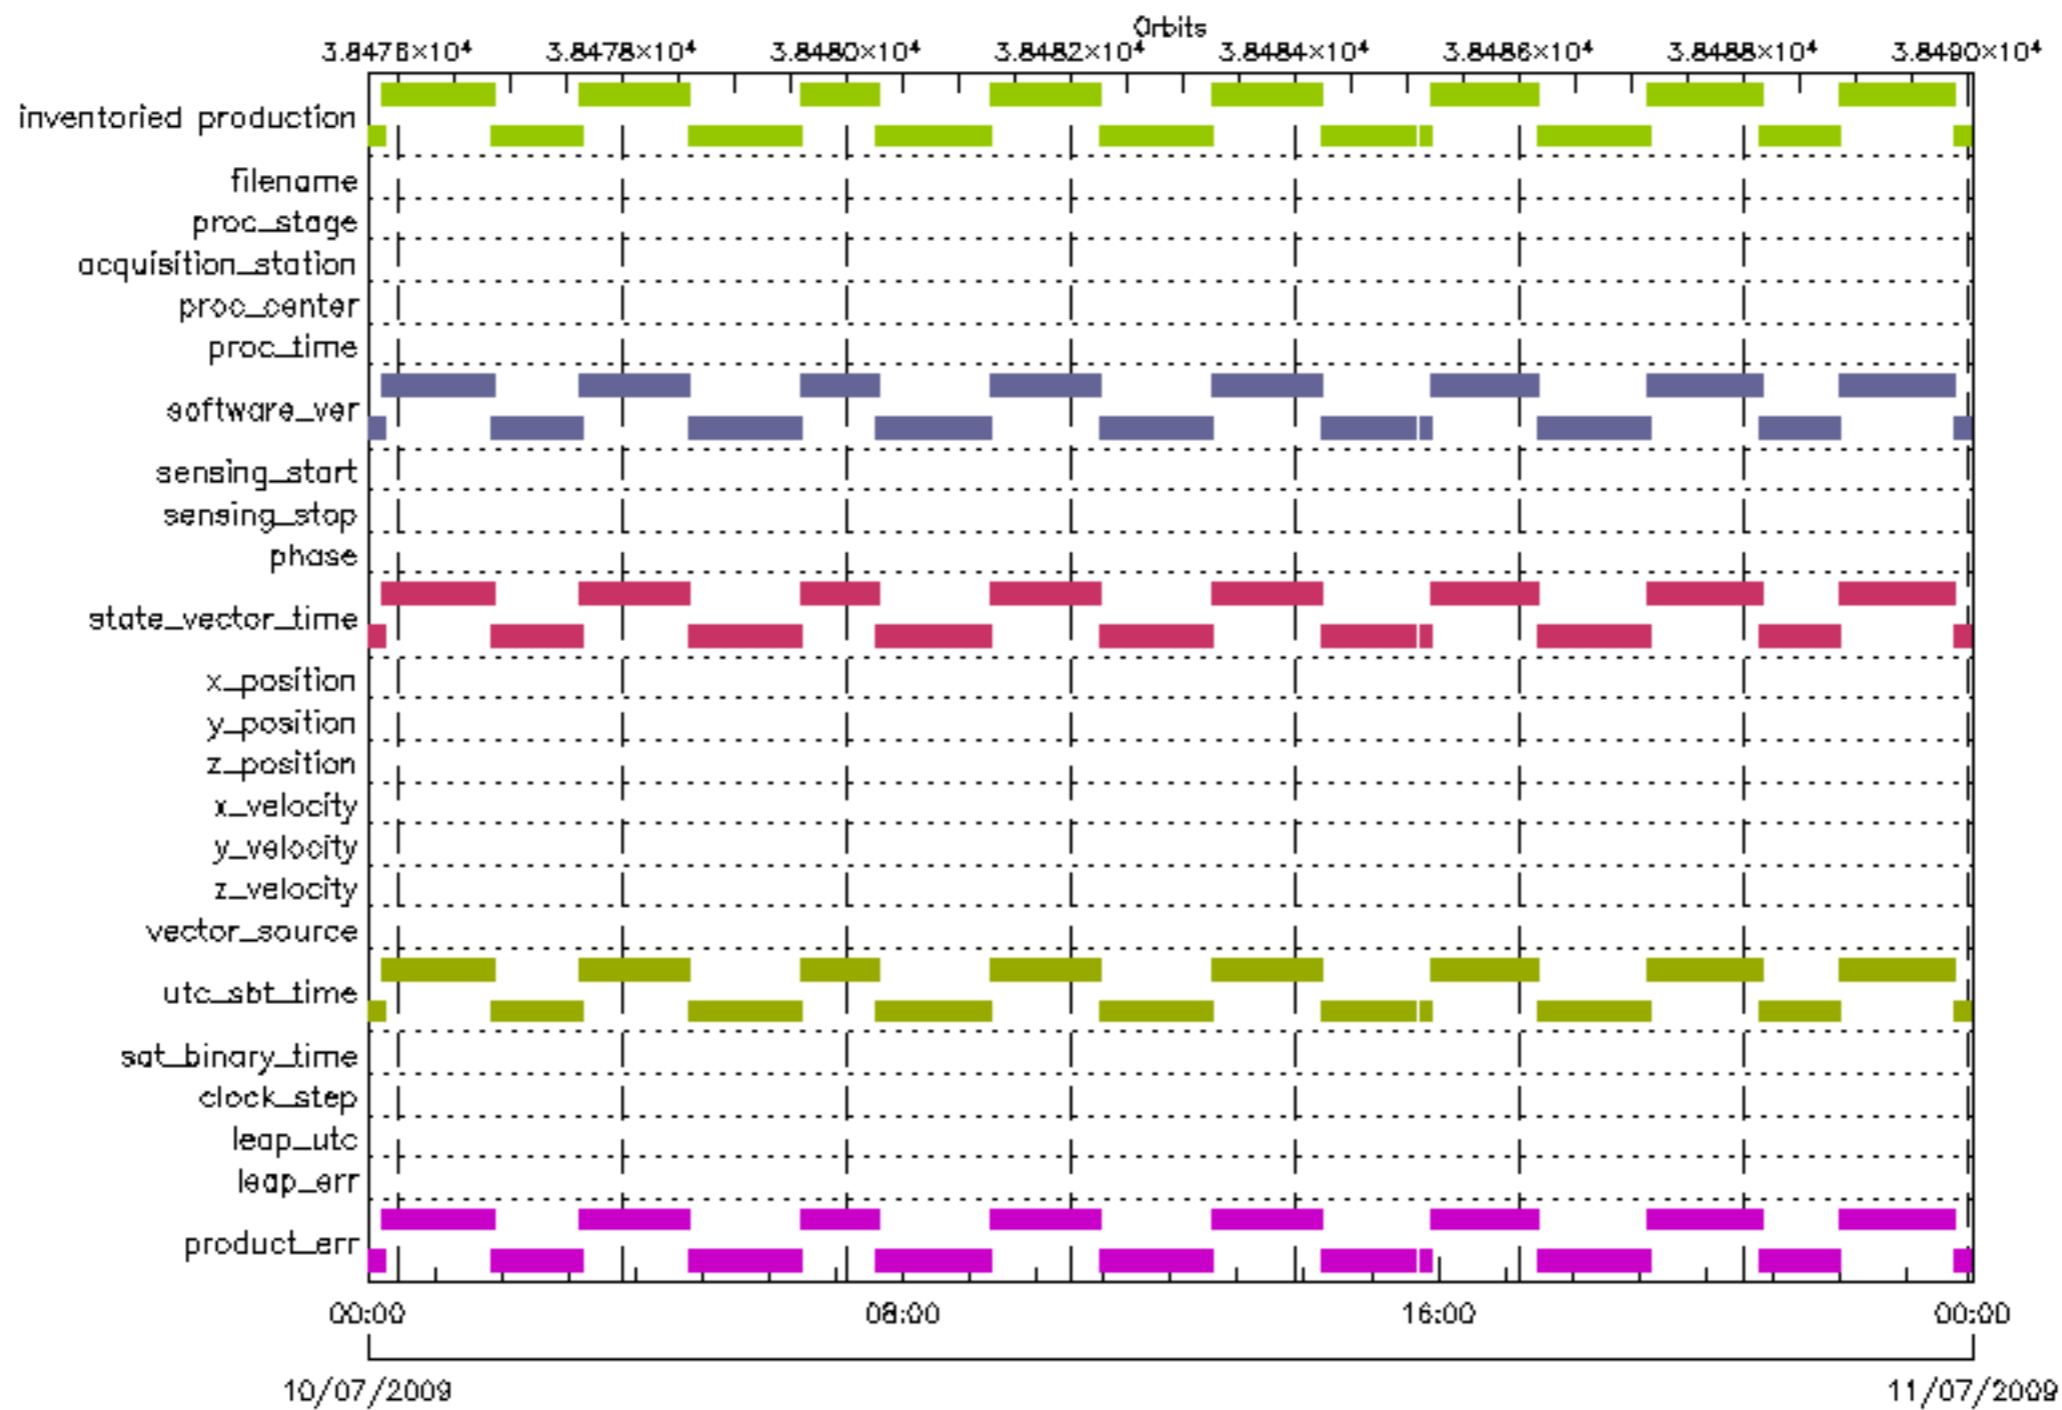 Orbits
3.8476×10⁴ 3.8478×10⁴ 3.8480×10⁴ 3.8482×10⁴ 3.8484×10⁴ 3.8486×10⁴ 3.8488×10⁴ 3.8490×10⁴
inventoried production
filename
proc_stage
acquisition_station
proc_center
proc_time
software_ver
sensing_start
sensing_stop
phase
state_vector_time
x_position
y_position
z_position
x_velocity
y_velocity
z_velocity
vector_source
utc_sbt_time
sat_binary_time
clock_step
leap_utc
leap_err
product_err
00:00 08:00 16:00 00:00
10/07/2009 11/07/2009